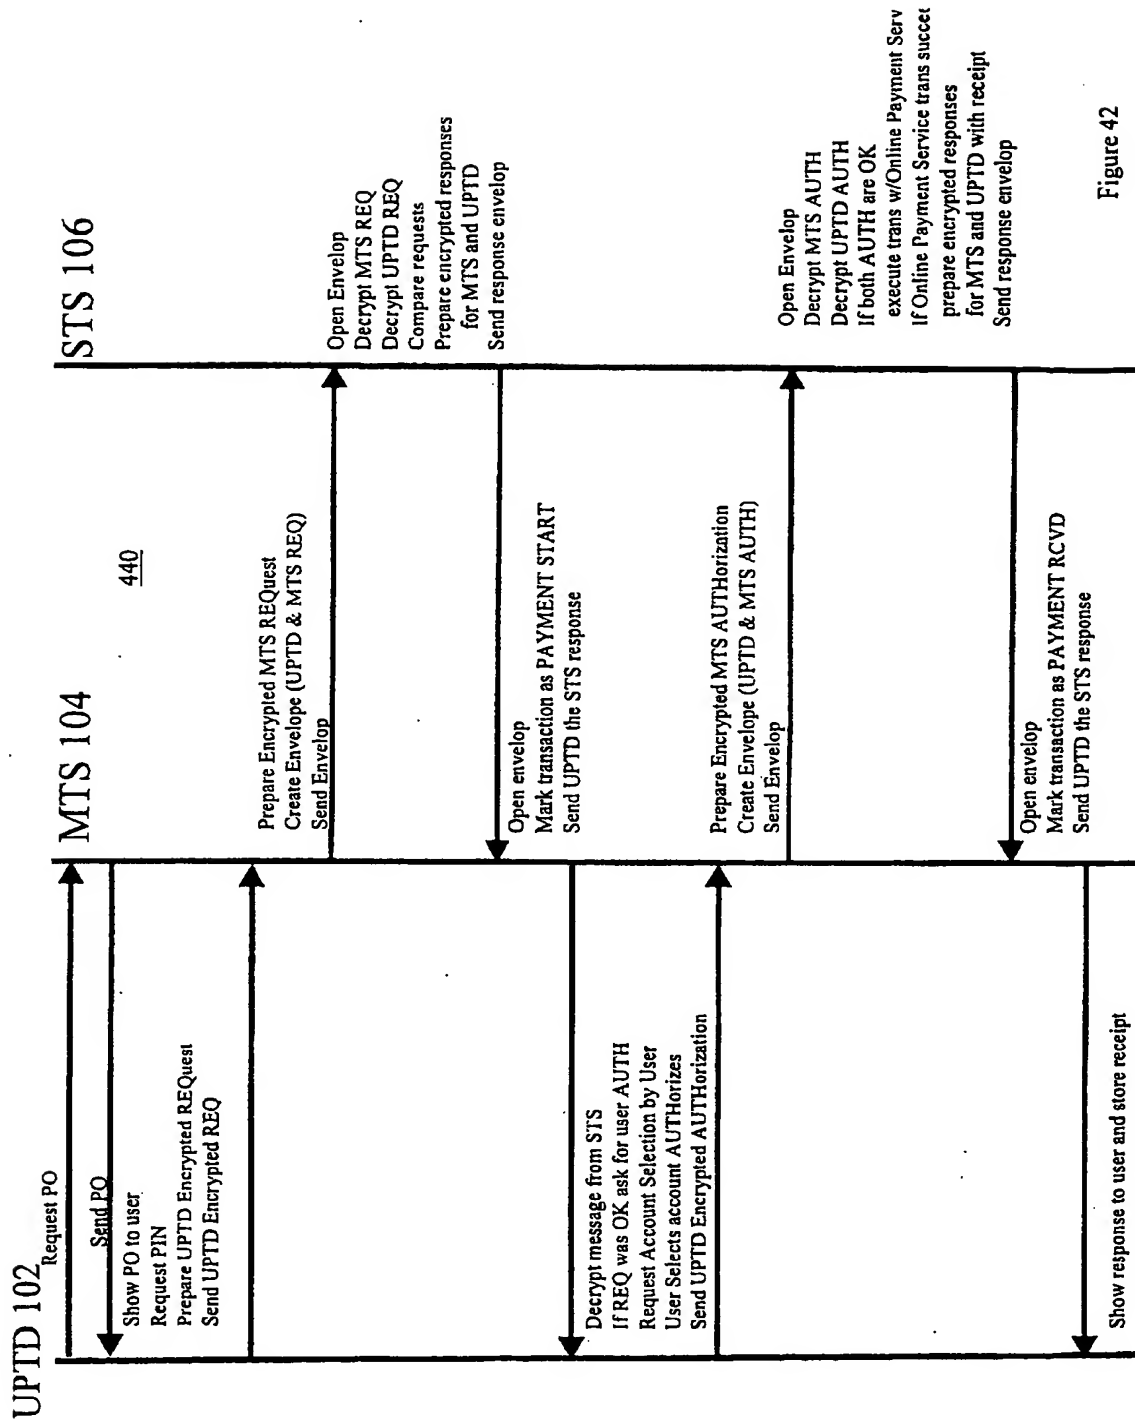 UPTD 102
MTS 104
STS 106
440
Request PO
Send PO
Show PO to user
Request PIN
Prepare UPTD Encrypted REQuest
Send UPTD Encrypted REQ
Prepare Encrypted MTS REQuest
Create Envelope (UPTD & MTS REQ)
Send Envelop
Open Envelop
Decrypt MTS REQ
Decrypt UPTD REQ
Compare requests
Prepare encrypted responses
for MTS and UPTD
Send response envelop
Open envelop
Mark transaction as PAYMENT START
Send UPTD the STS response
Decrypt message from STS
If REQ was OK ask for user AUTH
Request Account Selection by User
User Selects account AUTHorizes
Send UPTD Encrypted AUTHorization
Prepare Encrypted MTS AUTHorization
Create Envelope (UPTD & MTS AUTH)
Send Envelop
Open Envelop
Decrypt MTS AUTH
Decrypt UPTD AUTH
If both AUTH are OK
execute trans w/Online Payment Serv
If Online Payment Service trans succe
prepare encrypted responses
for MTS and UPTD with receipt
Send response envelop
Open envelop
Mark transaction as PAYMENT RCVD
Send UPTD the STS response
Show response to user and store receipt
Figure 42